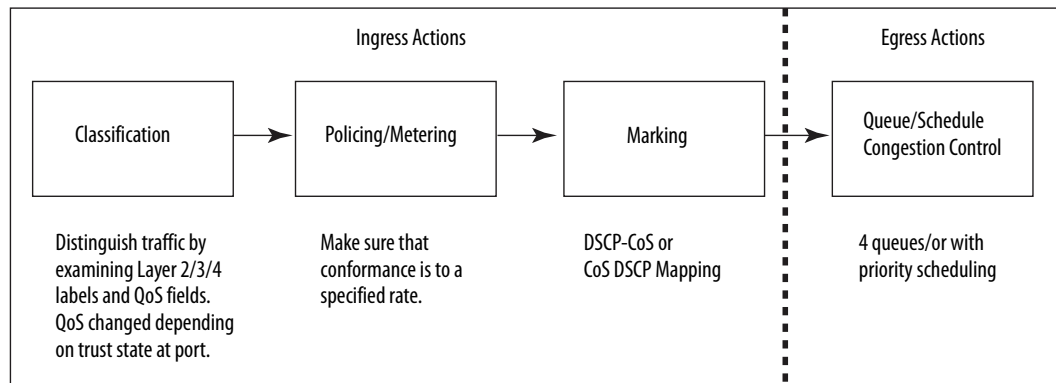 Ingress Actions
Egress Actions
Classification
Policing/Metering
Marking
Queue/Schedule
Congestion Control
Distinguish traffic by
examining Layer 2/3/4
labels and QoS fields.
QoS changed depending
on trust state at port.
Make sure that
conformance is to a
specified rate.
DSCP-CoS or
CoS DSCP Mapping
4 queues/or with
priority scheduling